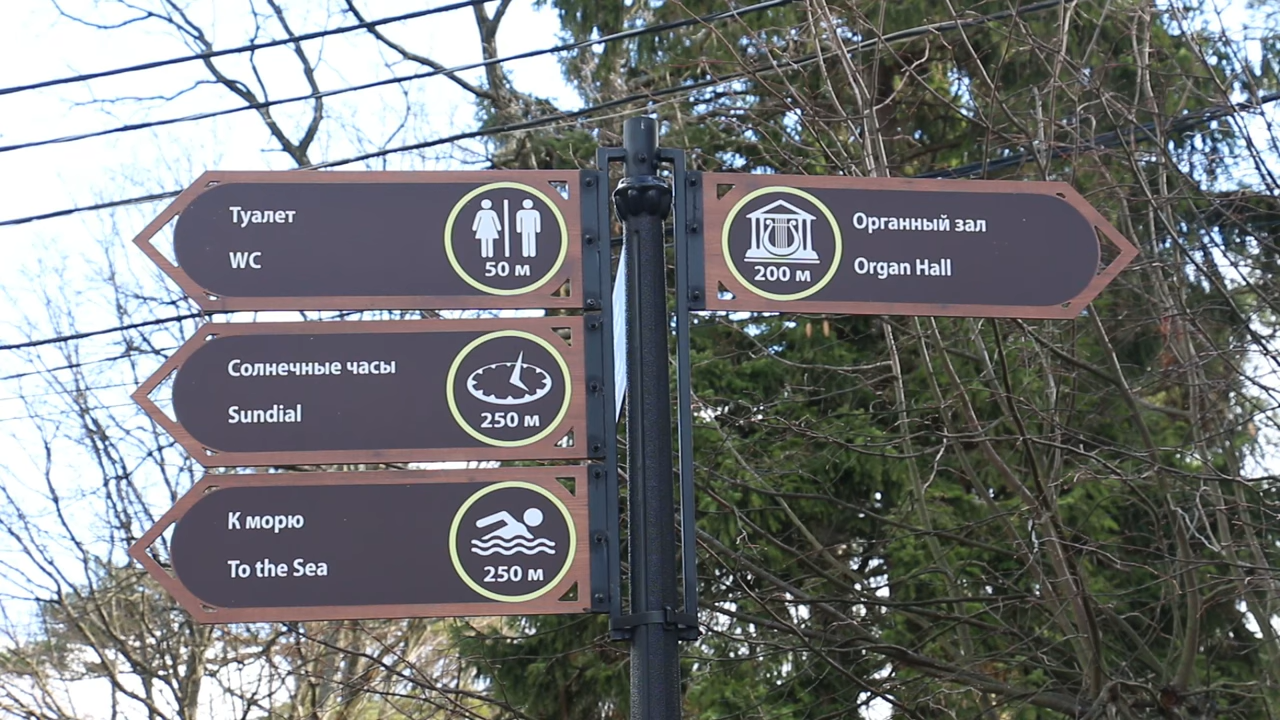 Туалет
WC
50 м
Солнечные часы
Sundial
250 м
К морю
To the Sea
250 м
Органный зал
Organ Hall
200 м